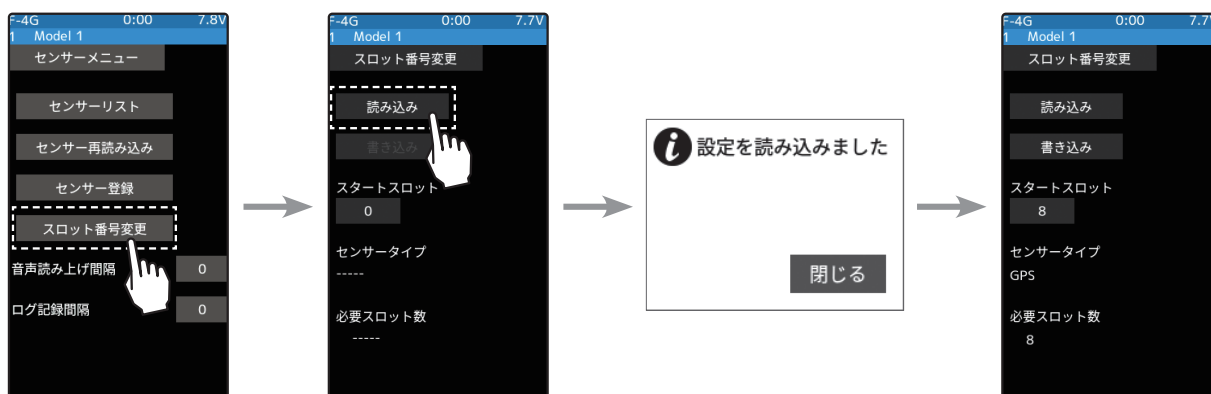 F-4G 0:00 7.8V
1 Model 1
センサーメニュー
センサーリスト
センサー再読み込み
センサー登録
スロット番号変更
音声読み上げ間隔 0
ログ記録間隔 0
F-4G 0:00 7.7V
1 Model 1
スロット番号変更
読み込み
書き込み
スタートスロット
0
センサータイプ
-----
必要スロット数
-----
i 設定を読み込みました
閉じる
F-4G 0:00 7.7V
1 Model 1
スロット番号変更
読み込み
書き込み
スタートスロット
8
センサータイプ
GPS
必要スロット数
8